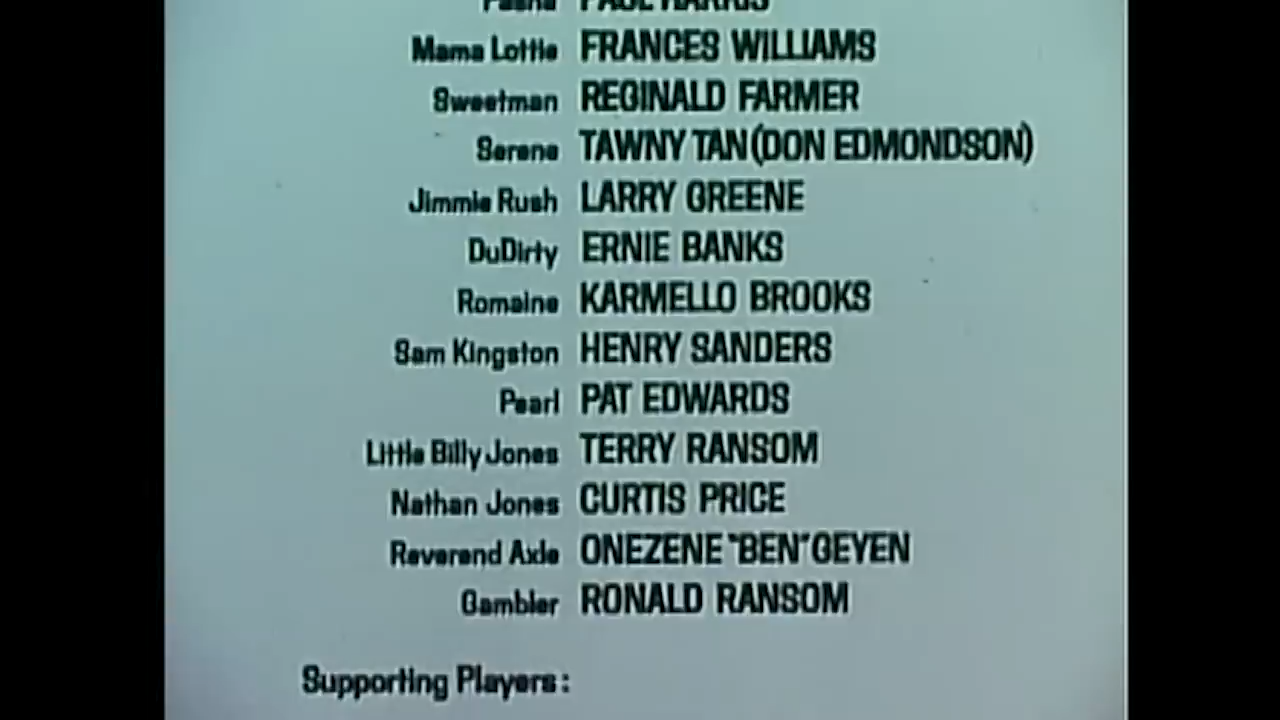 Mama Lottie FRANCES WILLIAMS
Sweetman REGINALD FARMER
Serene TAWNY TAN (DON EDMONDSON)
Jimmie Rush LARRY GREENE
DuDirty ERNIE BANKS
Romaine KARMELLO BROOKS
Sam Kingston HENRY SANDERS
Pearl PAT EDWARDS
Little Billy Jones TERRY RANSOM
Nathan Jones CURTIS PRICE
Reverend Axle ONEZENE "BEN" GEYEN
Gambler RONALD RANSOM
Supporting Players: